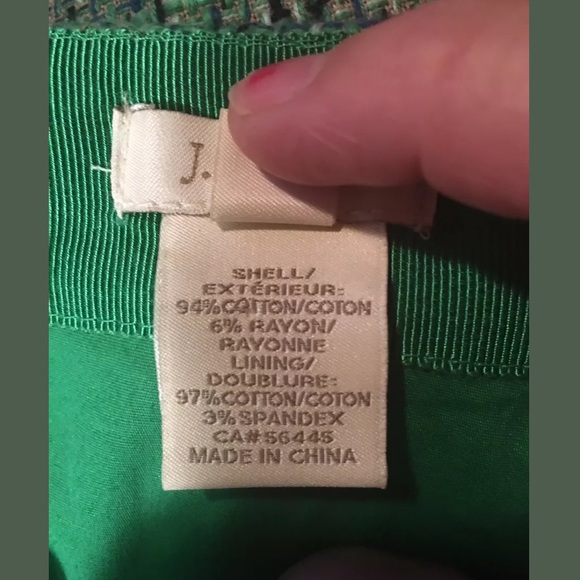 J.
SHELL/
EXTÉRIEUR:
94%COTTON/COTON
6% RAYON/
RAYONNE
LINING/
DOUBLURE:
97%COTTON/COTON
3%SPANDEX
CA#56445
MADE IN CHINA